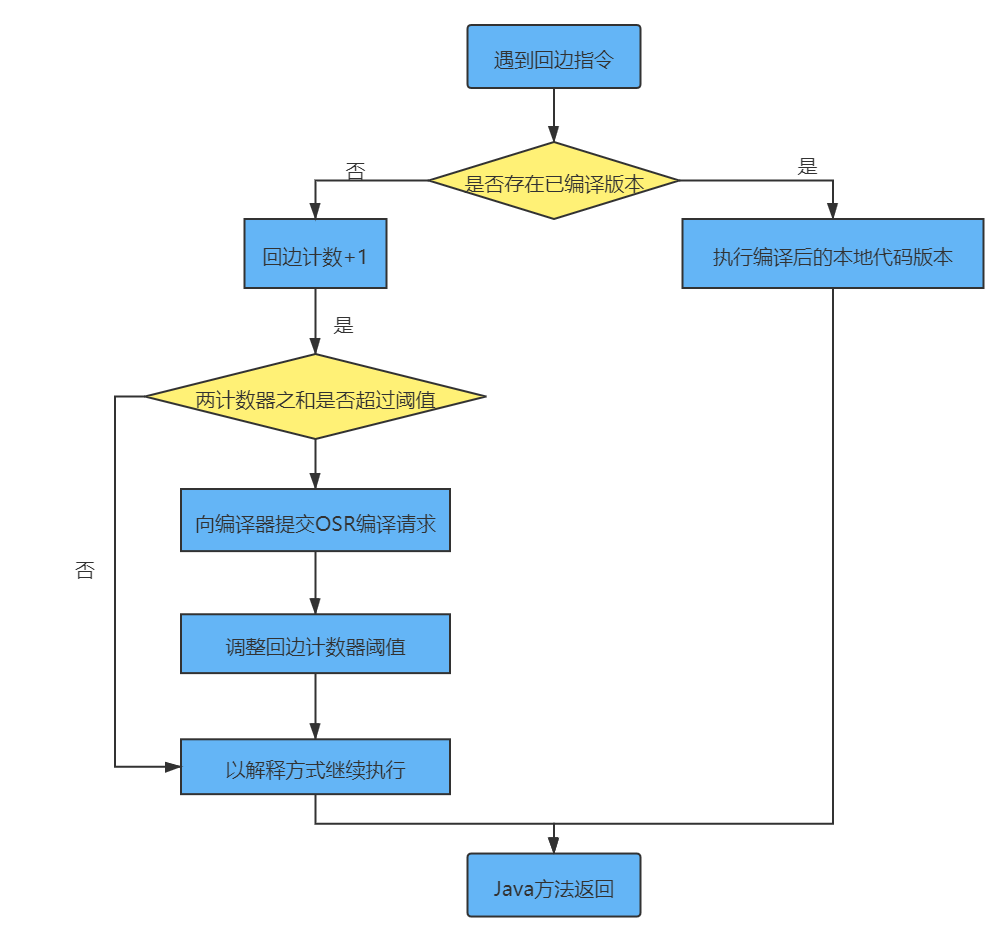 遇到回边指令
是否存在已编译版本
否
是
回边计数+1
执行编译后的本地代码版本
是
两计数器之和是否超过阈值
向编译器提交OSR编译请求
否
调整回边计数器阈值
以解释方式继续执行
Java方法返回